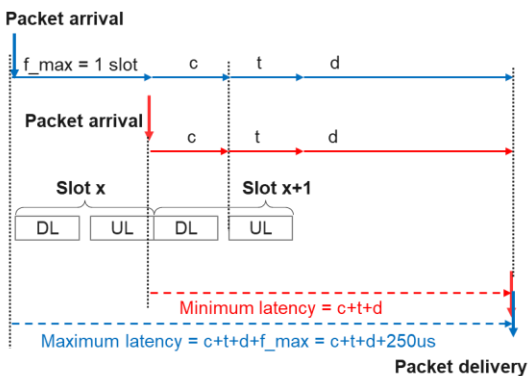 Packet arrival
f_max = 1 slot c t d
Packet arrival
c t d
Slot x Slot x+1
DL UL DL UL
Minimum latency = c+t+d
Maximum latency = c+t+d+f_max = c+t+d+250us
Packet delivery